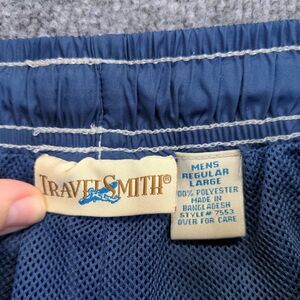 TRAVELSMITH®
MENS
REGULAR
LARGE
100% POLYESTER
MADE IN
BANGLADESH
STYLE# 7553
OVER FOR CARE